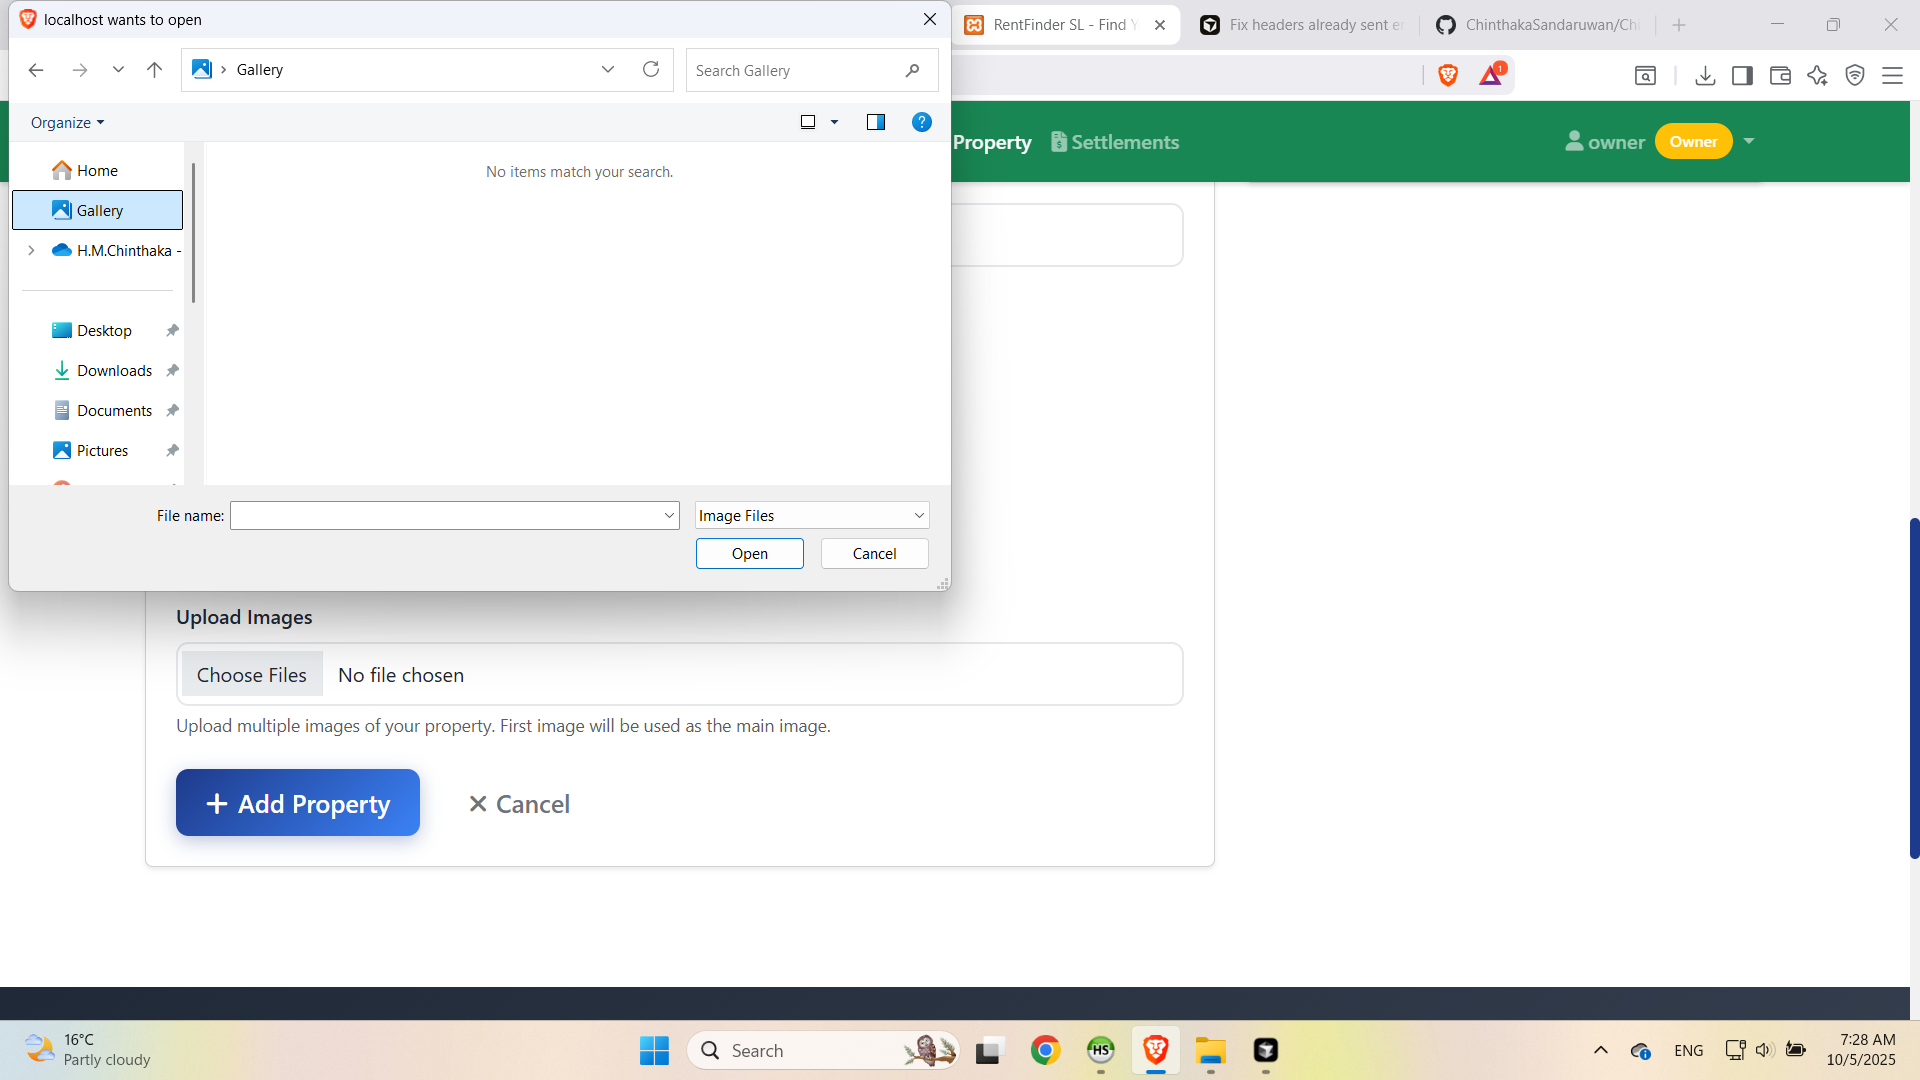 localhost wants to open
RentFinder SL - Find
Fix headers already sent
ChinthakaSandaruwan/Chi
Gallery
Search Gallery
1
Organize
Property
Settlements
owner
Owner
Home
Gallery
H.M.Chinthaka -
Desktop
Downloads
Documents
Pictures
No items match your search.
File name:
Image Files
Open
Cancel
Upload Images
Choose Files
No file chosen
Upload multiple images of your property. First image will be used as the main image.
Add Property
Cancel
16°C
Partly cloudy
Search
HS
ENG
7:28 AM
10/5/2025